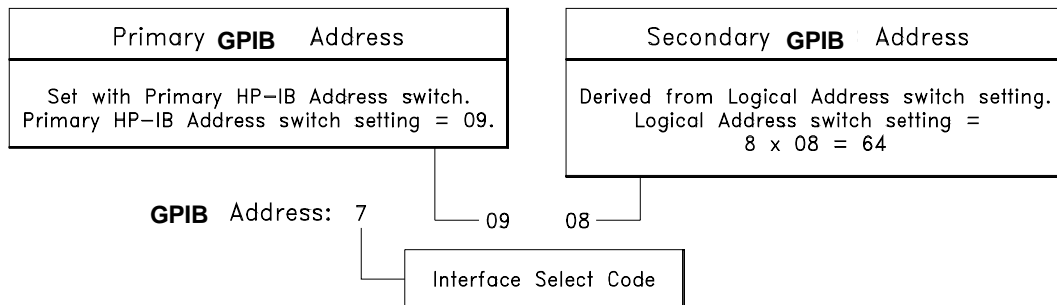 Primary GPIB Address
Set with Primary HP-IB Address switch.
Primary HP-IB Address switch setting = 09.
Secondary GPIB Address
Derived from Logical Address switch setting.
Logical Address switch setting =
8 x 08 = 64
GPIB Address: 7 09 08
Interface Select Code